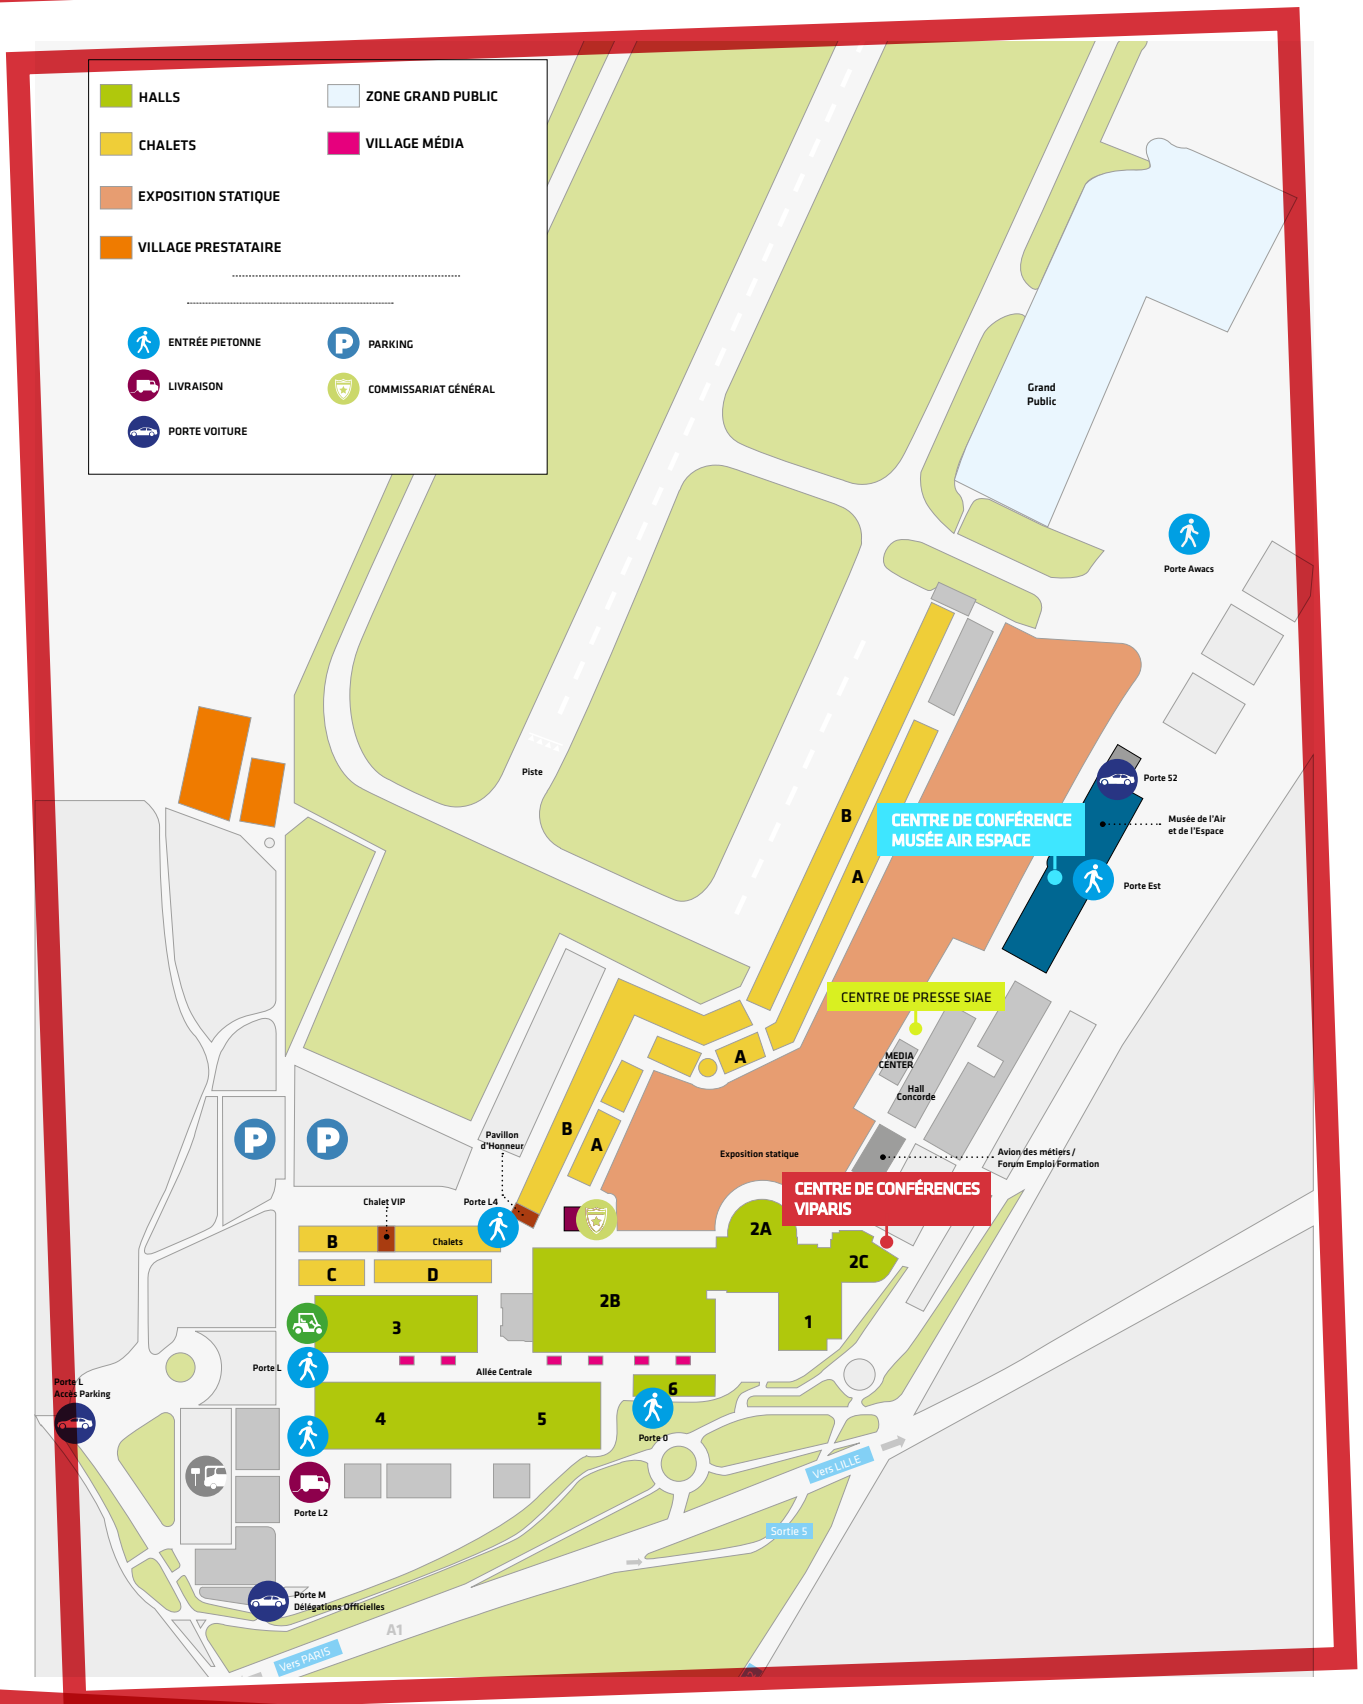 HALLS
ZONE GRAND PUBLIC
CHALETS
VILLAGE MÉDIA
EXPOSITION STATIQUE
VILLAGE PRESTATAIRE
ENTRÉE PIETONNE
P
PARKING
LIVRAISON
COMMISSARIAT GÉNÉRAL
PORTE VOITURE
Grand
Public
Porte Awacs
Piste
Porte S2
B
CENTRE DE CONFÉRENCE
MUSÉE AIR ESPACE
Musée de l'Air
et de l'Espace
A
Porte Est
CENTRE DE PRESSE SIAE
MEDIA
CENTER
A
Hall
Concorde
B
A
P
P
Pavillon
d'Honneur
Exposition statique
Avion des métiers /
Forum Emploi Formation
CENTRE DE CONFÉRENCES
VIPARIS
Chalet VIP
Porte L4
B
Chalets
2A
C
D
2C
2B
3
1
Porte L
Allée Centrale
Porte L
Accès Parking
6
4
5
Porte O
Vers LILLE
Porte L2
Sortie 5
Porte M
Délégations Officielles
A1
Vers PARIS